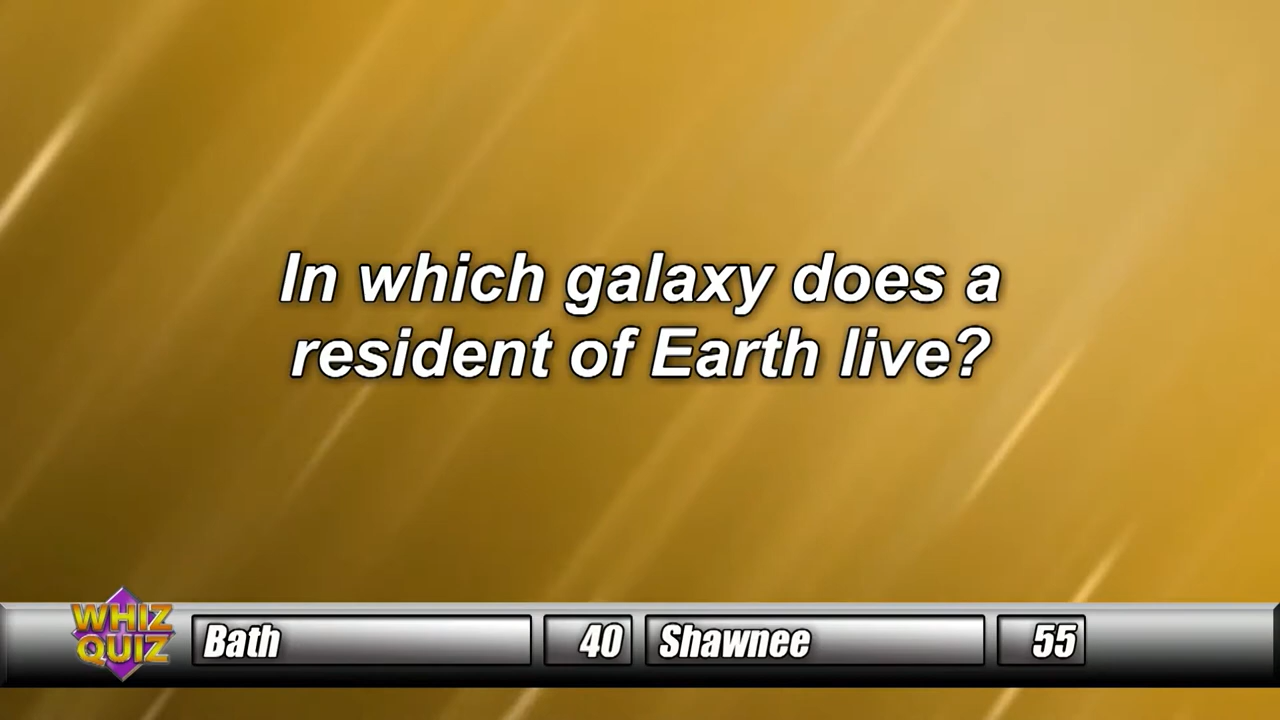 In which galaxy does a
resident of Earth live?
WHIZ
QUIZ
Bath 40 Shawnee 55